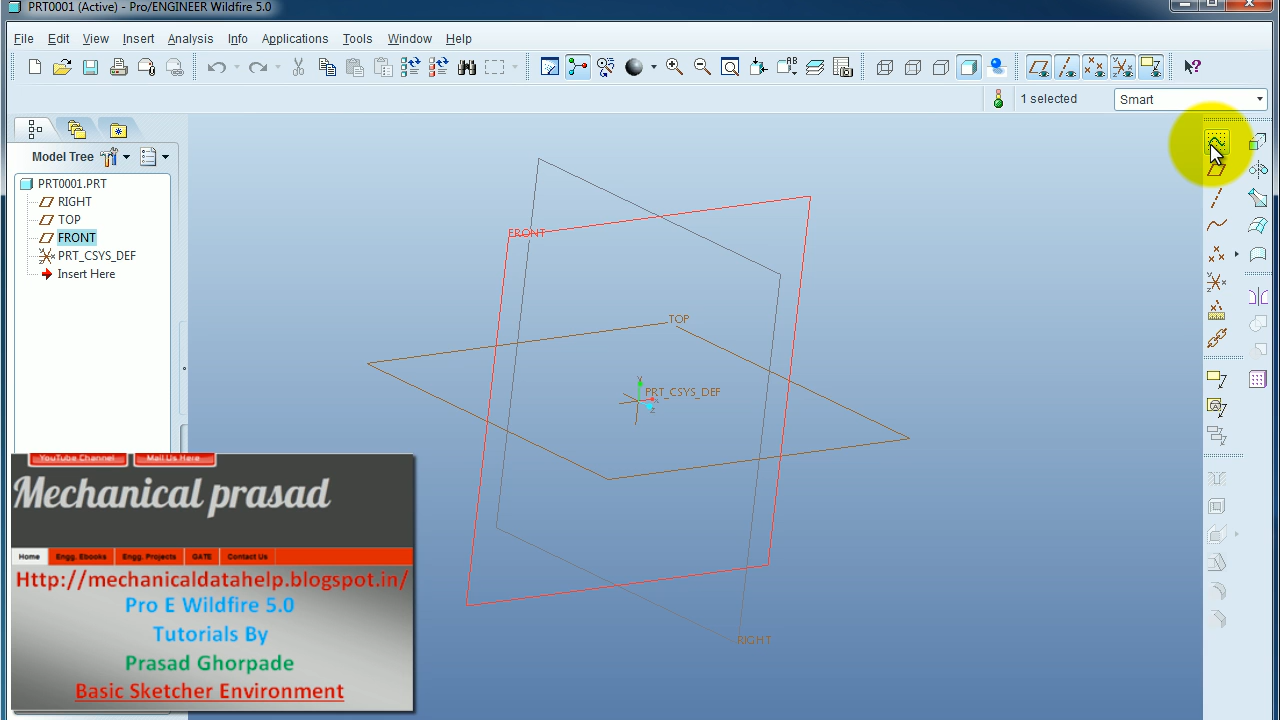 PRT0001 (Active) - Pro/ENGINEER Wildfire 5.0
File Edit View Insert Analysis Info Applications Tools Window Help
1 selected
Smart
Model Tree
PRT0001.PRT
RIGHT
TOP
FRONT
PRT_CSYS_DEF
Insert Here
FRONT
TOP
PRT_CSYS_DEF
RIGHT
YouTube Channel Mail Us Here
Mechanical prasad
Home Engg. Ebooks Engg. Projects GATE Contact Us
Http://mechanicaldatahelp.blogspot.in/
Pro E Wildfire 5.0
Tutorials By
Prasad Ghorpade
Basic Sketcher Environment